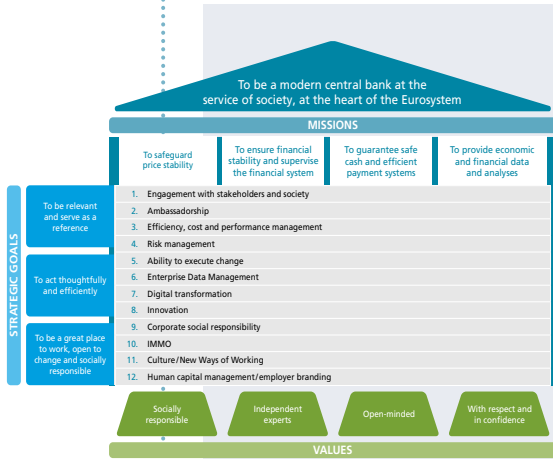 To be a modern central bank at the
service of society, at the heart of the Eurosystem
MISSIONS
To safeguard
price stability
To ensure financial
stability and supervise
the financial system
To guarantee safe
cash and efficient
payment systems
To provide economic
and financial data
and analyses
STRATEGIC GOALS
To be relevant
and serve as a
reference
To act thoughtfully
and efficiently
To be a great place
to work, open to
change and socially
responsible
1. Engagement with stakeholders and society
2. Ambassadorship
3. Efficiency, cost and performance management
4. Risk management
5. Ability to execute change
6. Enterprise Data Management
7. Digital transformation
8. Innovation
9. Corporate social responsibility
10. IMMO
11. Culture/New Ways of Working
12. Human capital management/employer branding
Socially
responsible
Independent
experts
Open-minded
With respect and
in confidence
VALUES